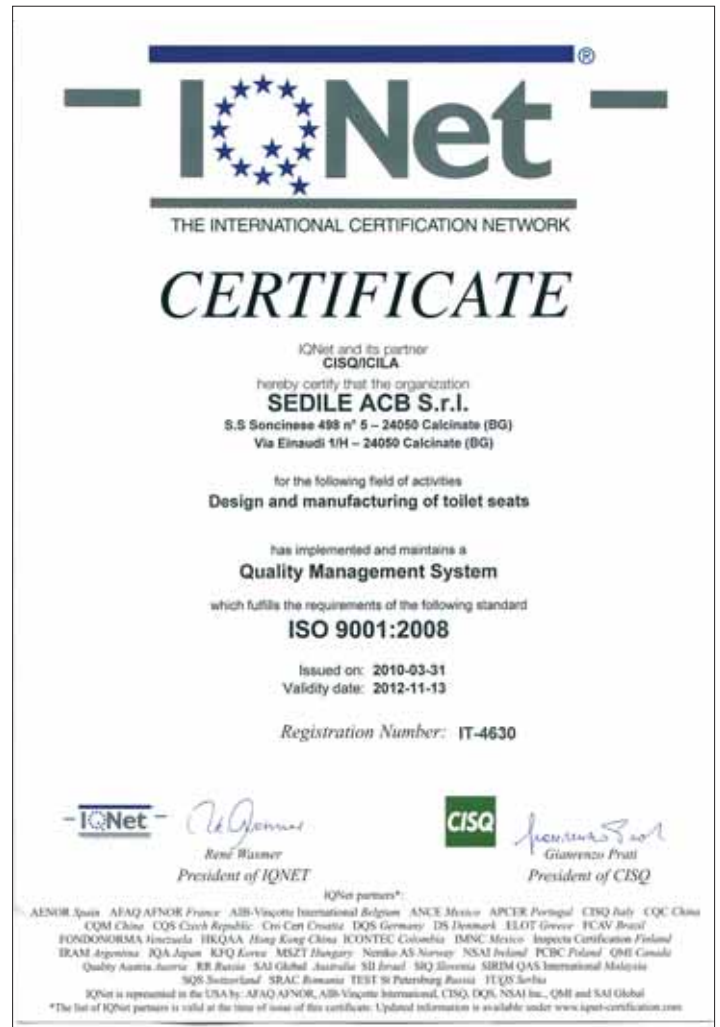 IQNet ®
THE INTERNATIONAL CERTIFICATION NETWORK
CERTIFICATE
IQNet and its partner
CISQ/ICILA
hereby certify that the organization
SEDILE ACB S.r.l.
S.S Soncinese 498 n° 5 – 24050 Calcinate (BG)
Via Einaudi 1/H – 24050 Calcinate (BG)
for the following field of activities
Design and manufacturing of toilet seats
has implemented and maintains a
Quality Management System
which fulfills the requirements of the following standard
ISO 9001:2008
Issued on: 2010-03-31
Validity date: 2012-11-13
Registration Number: IT-4630
IQNet CISQ
René Wasmer Gianrenzo Prati
President of IQNET President of CISQ
IQNet partners*:
AENOR Spain AFAQ AFNOR France AIB-Vinçotte International Belgium ANCE Mexico APCER Portugal CISQ Italy CQC China
CQM China CQS Czech Republic Cro Cert Croatia DQS Germany DS Denmark ELOT Greece FCAV Brazil
FONDONORMA Venezuela HKQAA Hong Kong China ICONTEC Colombia IMNC Mexico Inspecta Certification Finland
IRAM Argentina JQA Japan KFQ Korea MSZT Hungary Nemko AS Norway NSAI Ireland PCBC Poland QMI Canada
Quality Austria Austria RR Russia SAI Global Australia SII Israel SIQ Slovenia SIRIM QAS International Malaysia
SQS Switzerland SRAC Romania TEST St Petersburg Russia YUQS Serbia
IQNet is represented in the USA by: AFAQ AFNOR, AIB-Vinçotte International, CISQ, DQS, NSAI Inc., QMI and SAI Global
*The list of IQNet partners is valid at the time of issue of this certificate. Updated information is available under www.iqnet-certification.com